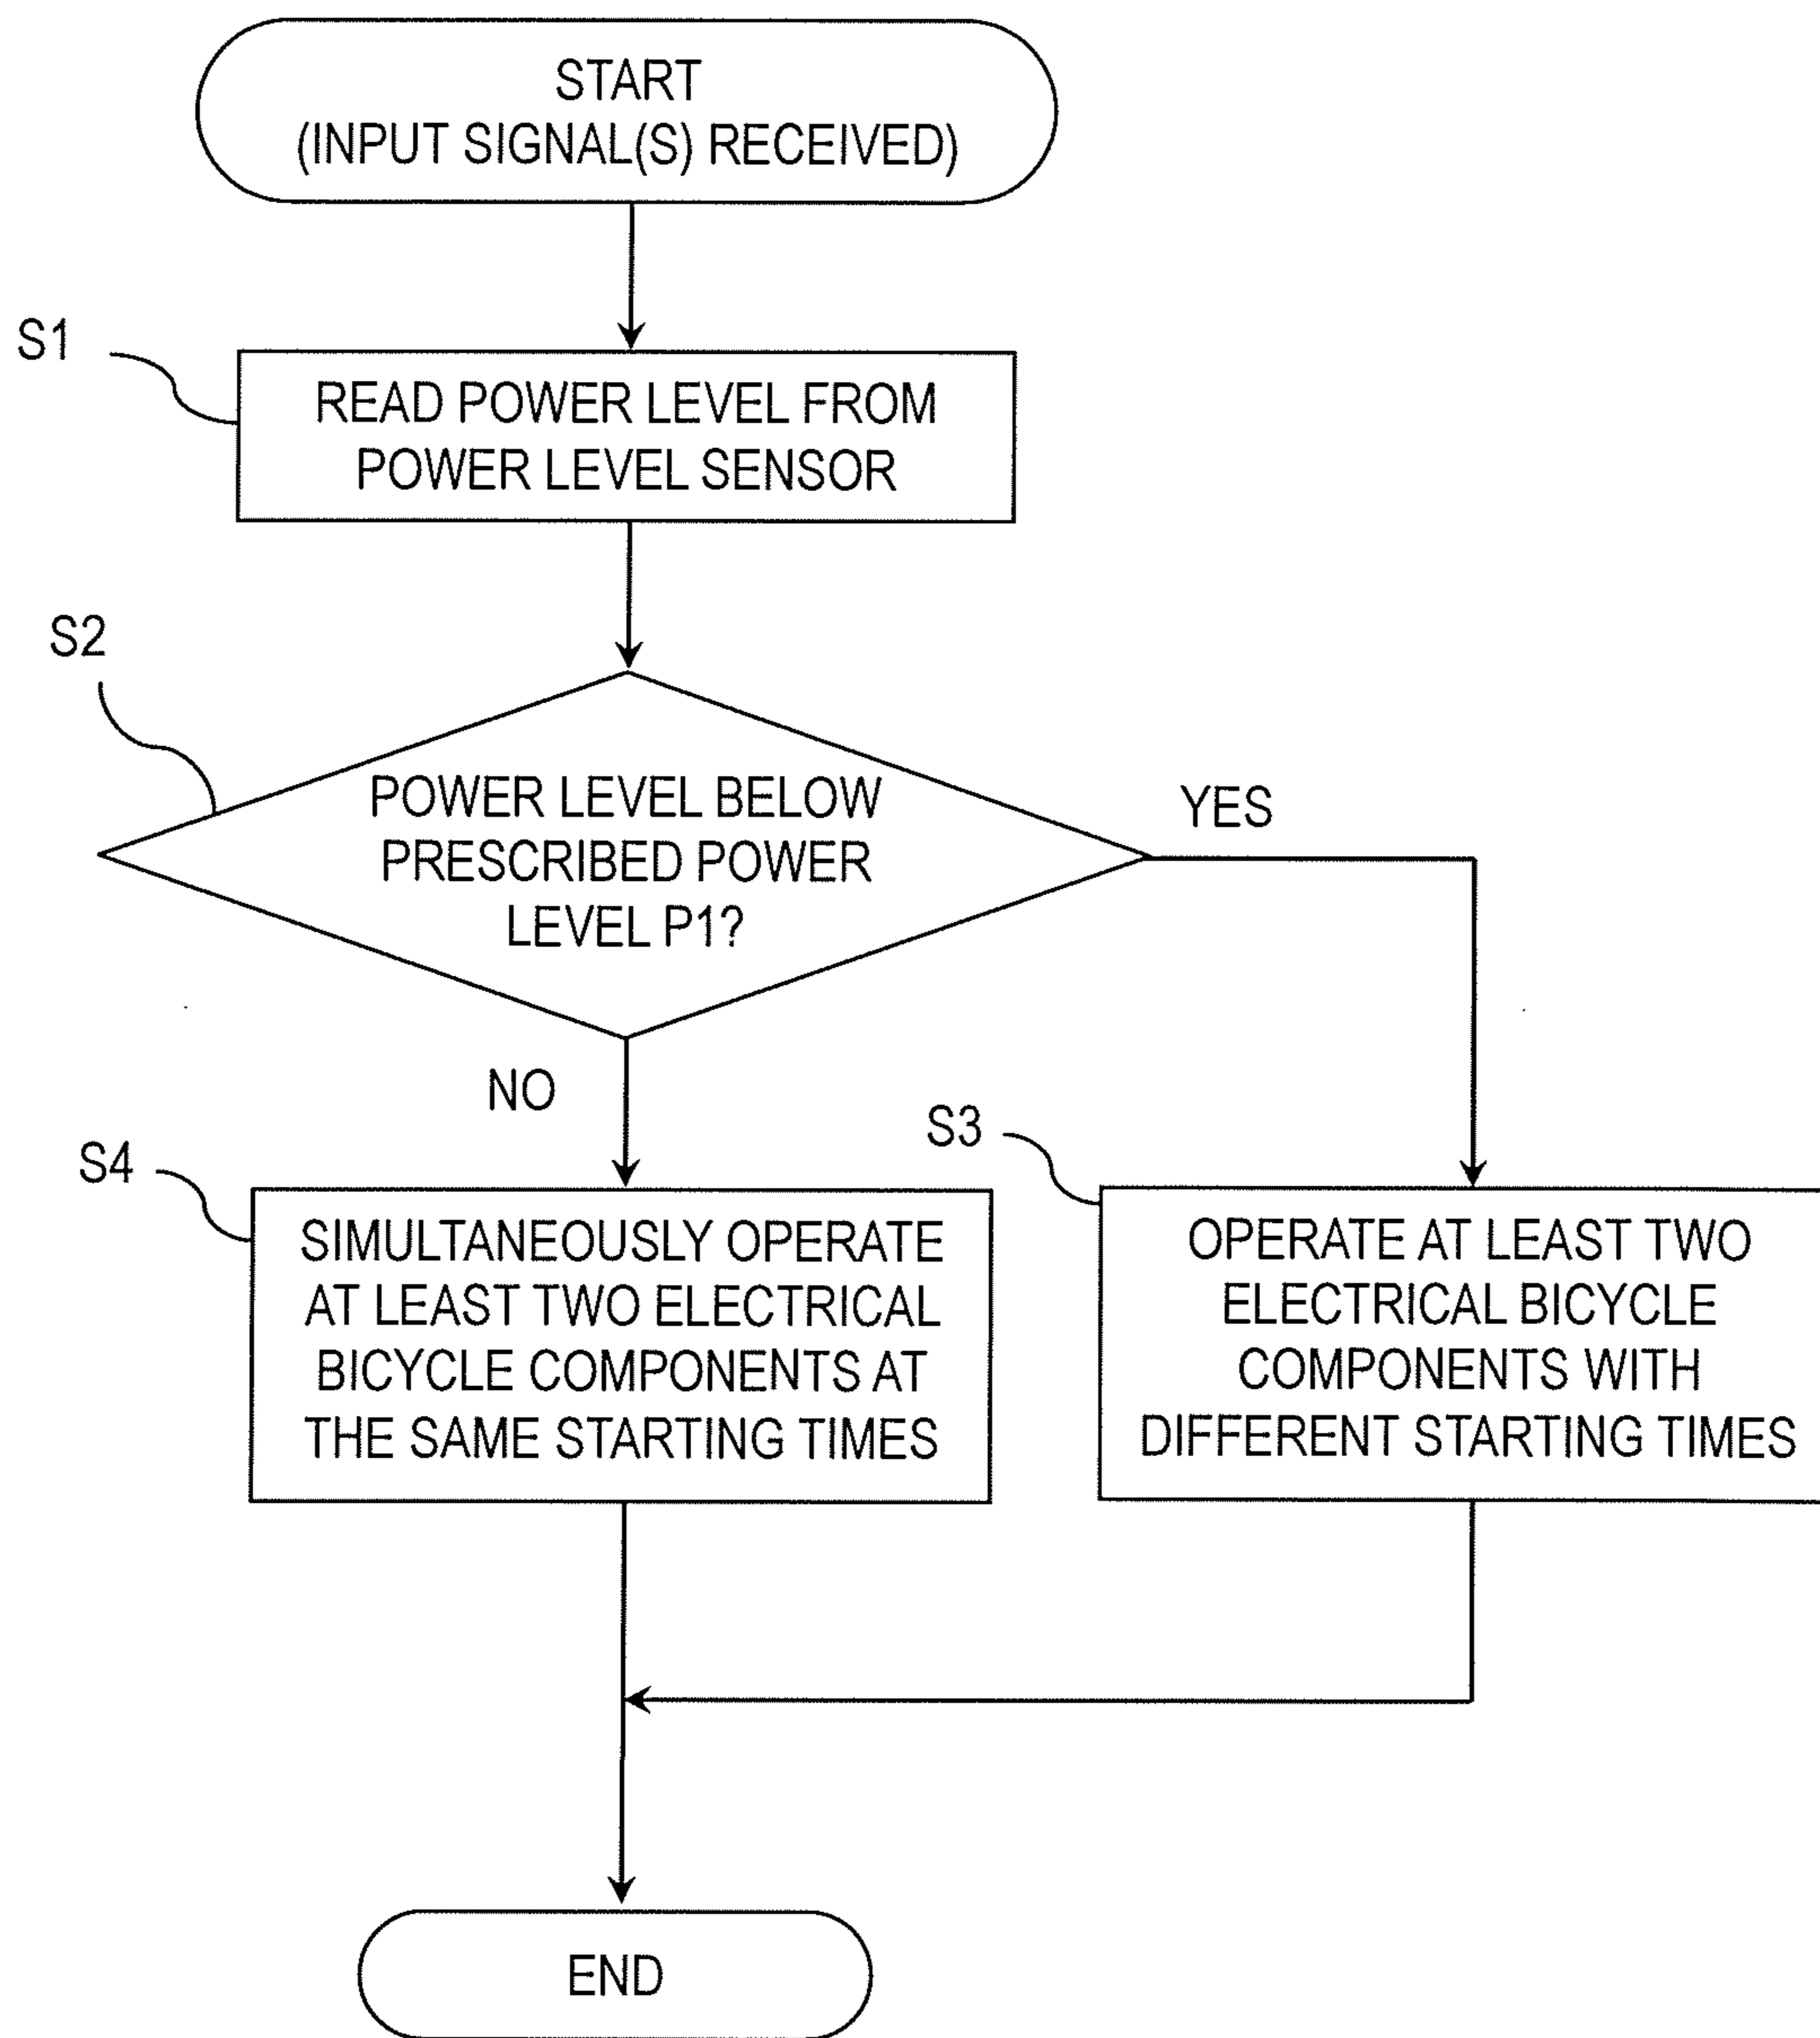 START
(INPUT SIGNAL(S) RECEIVED)
S1
READ POWER LEVEL FROM
POWER LEVEL SENSOR
S2
POWER LEVEL BELOW
PRESCRIBED POWER
LEVEL P1?
YES
NO
S4
SIMULTANEOUSLY OPERATE
AT LEAST TWO ELECTRICAL
BICYCLE COMPONENTS AT
THE SAME STARTING TIMES
S3
OPERATE AT LEAST TWO
ELECTRICAL BICYCLE
COMPONENTS WITH
DIFFERENT STARTING TIMES
END